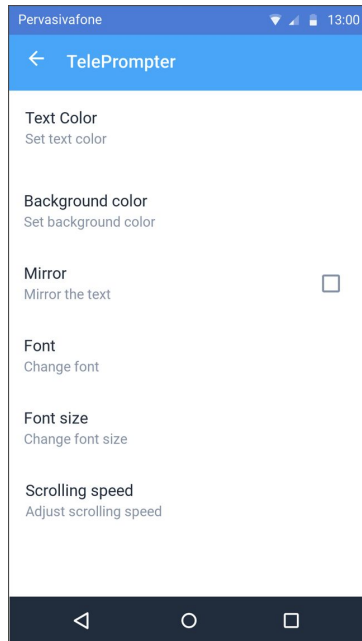 Pervasivafone 13:00
TelePrompter
Text Color
Set text color
Background color
Set background color
Mirror
Mirror the text
Font
Change font
Font size
Change font size
Scrolling speed
Adjust scrolling speed